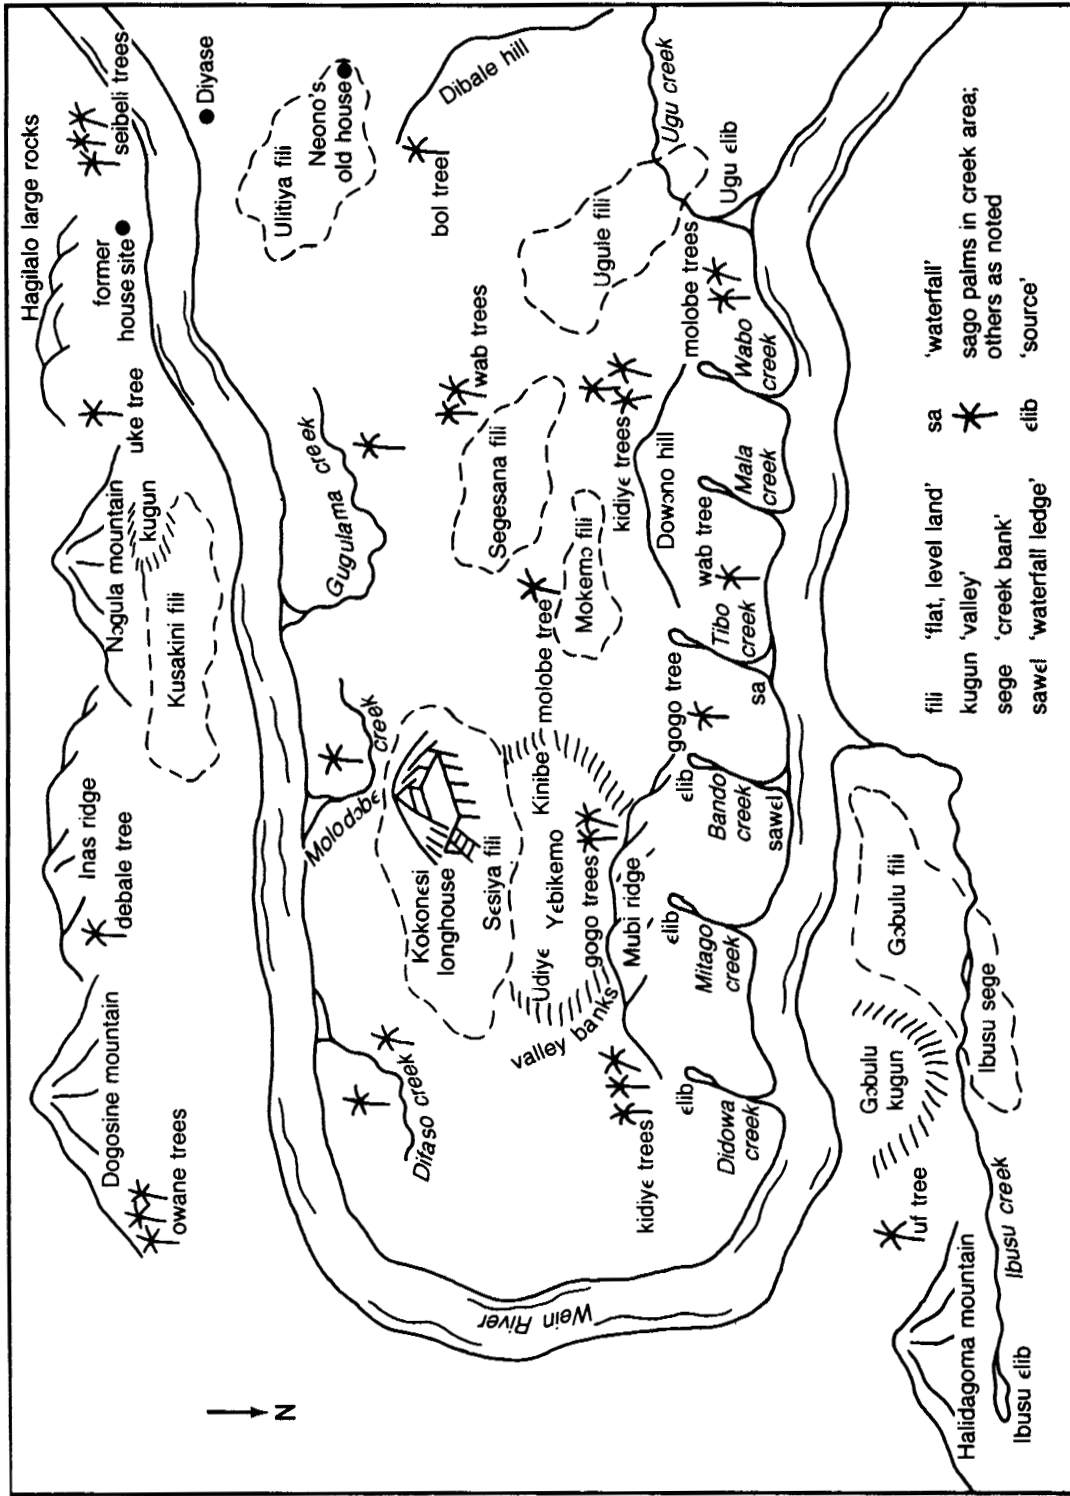 Dogosine mountain
owane trees
Inas ridge
debale tree
Nɔgula mountain
kugun
Kusakini fili
uke tree
Hagilalo large rocks
former
house site
seibeli trees
Diyase
N
Wein River
Difaso creek
Molodɔbɛ creek
Gugulama creek
Ulitiya fili
Neono's
old house
Kokonɛsi
longhouse
Sɛsiya fili
Dibale hill
bol tree
wab trees
Segesana fili
Udiyɛ
Yɛbikemo
Kinibe
valley banks
gogo trees
molobe tree
Mokemɔ fili
Ugule fili
kidiyɛ trees
Mubi ridge
kidiyɛ trees
Dowɔno hill
molobe trees
Ugu creek
Ugu ɛlib
ɛlib
Didowa
creek
ɛlib
Mitago
creek
ɛlib
Bando
creek
sawɛl
gogo tree
sa
Tibo
creek
wab tree
Mala
creek
Wabo
creek
uf tree
Gɔbulu
kugun
Gɔbulu fili
Halidagoma mountain
Ibusu ɛlib
Ibusu creek
Ibusu sege
fili 'flat, level land'
kugun 'valley'
sege 'creek bank'
sawɛl 'waterfall ledge'
sa 'waterfall'
sago palms in creek area;
others as noted
ɛlib 'source'